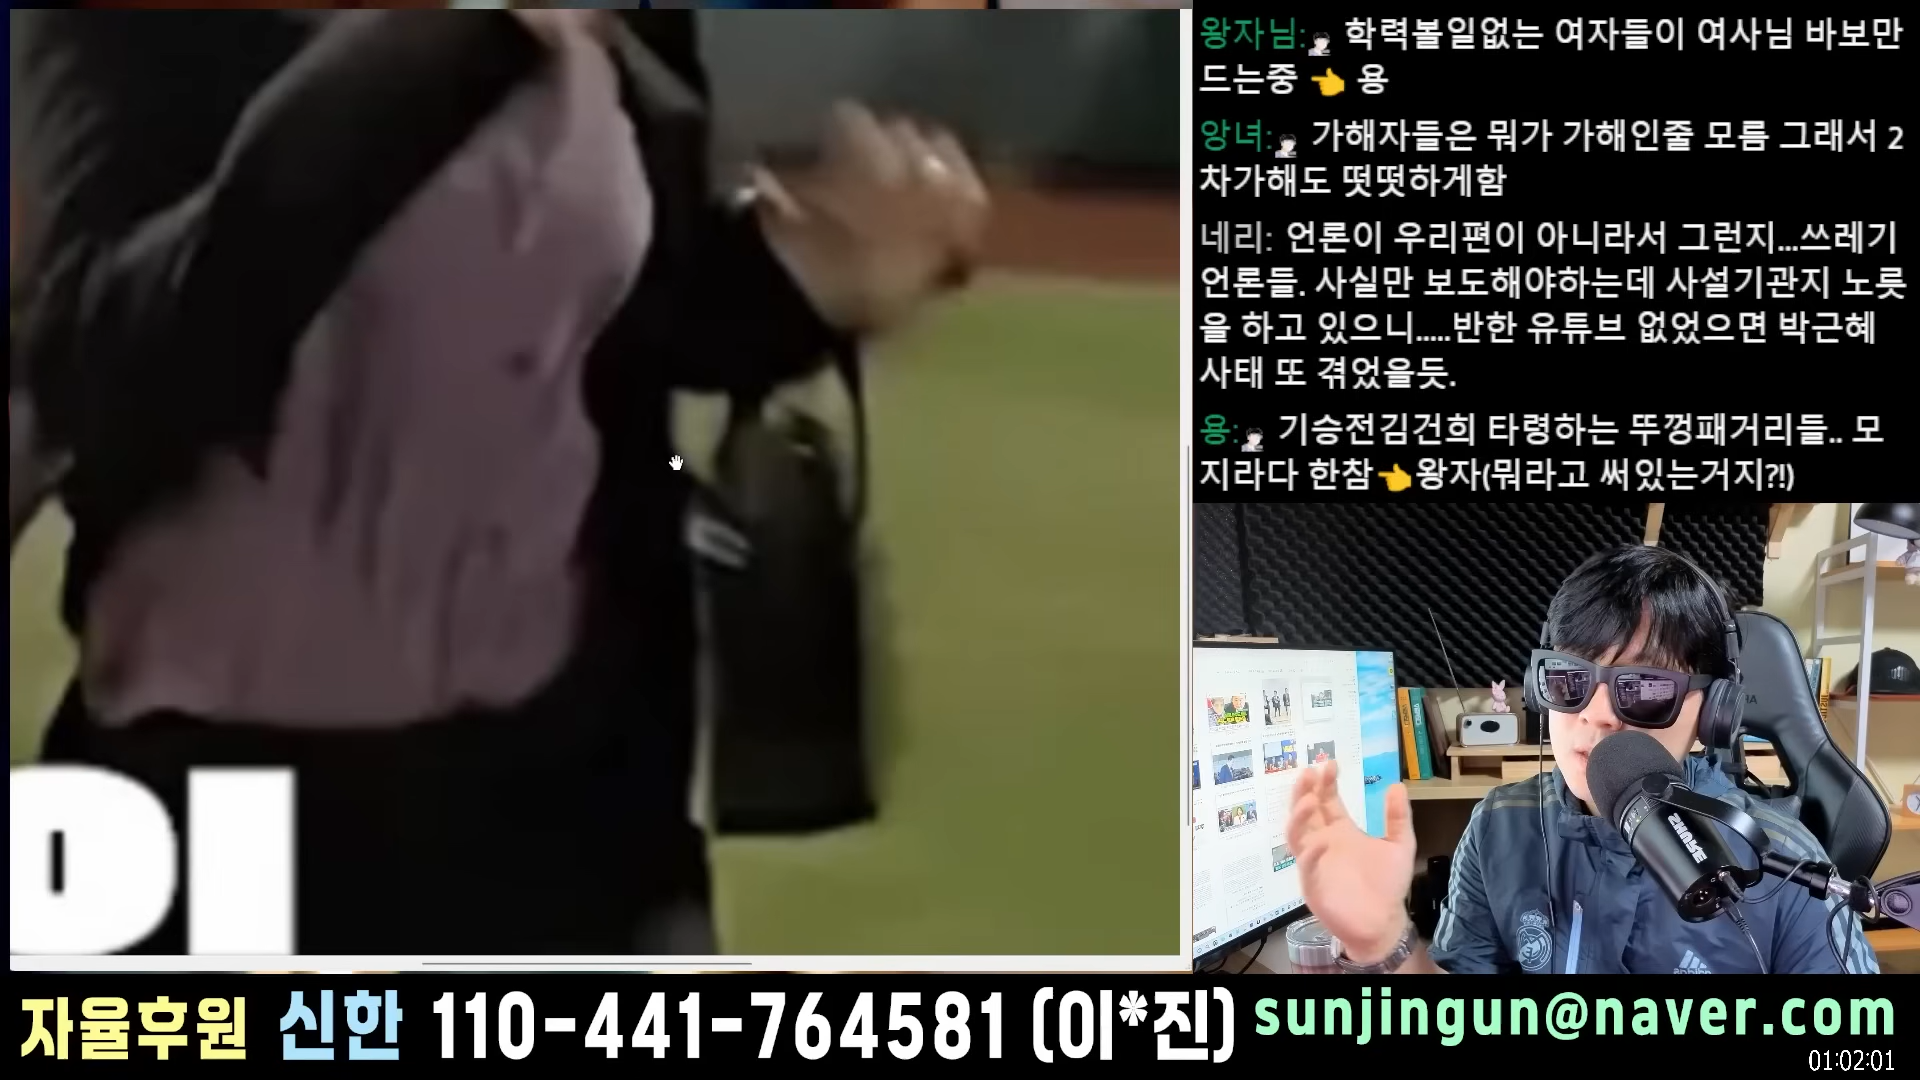 왕자님: 학력볼일없는 여자들이 여사님 바보만
드는중 👈 용
앙녀: 가해자들은 뭐가 가해인줄 모름 그래서 2
차가해도 떳떳하게함
네리: 언론이 우리편이 아니라서 그런지...쓰레기
언론들. 사실만 보도해야하는데 사설기관지 노릇
을 하고 있으니.....반한 유튜브 없었으면 박근혜
사태 또 겪었을듯.
용: 기승전김건희 타령하는 뚜껑패거리들.. 모
지라다 한참👈왕자(뭐라고 써있는거지?!)
이
SHURE
adidas
자율후원 신한 110-441-764581 (이*진) sunjingun@naver.com
01:02:01